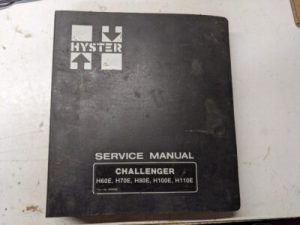 HYSTER
SERVICE MANUAL
CHALLENGER
H60E, H70E, H80E, H100E, H110E